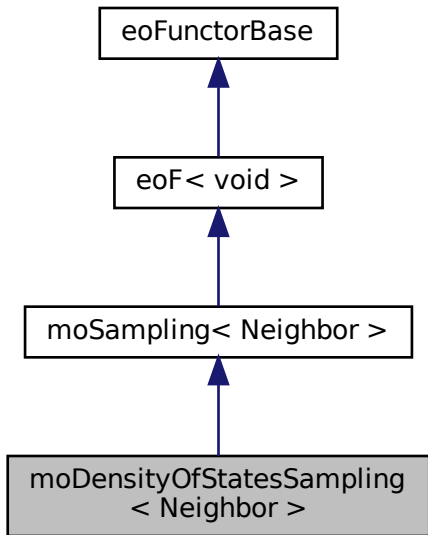 eoFunctorBase
eoF< void >
moSampling< Neighbor >
moDensityOfStatesSampling
< Neighbor >